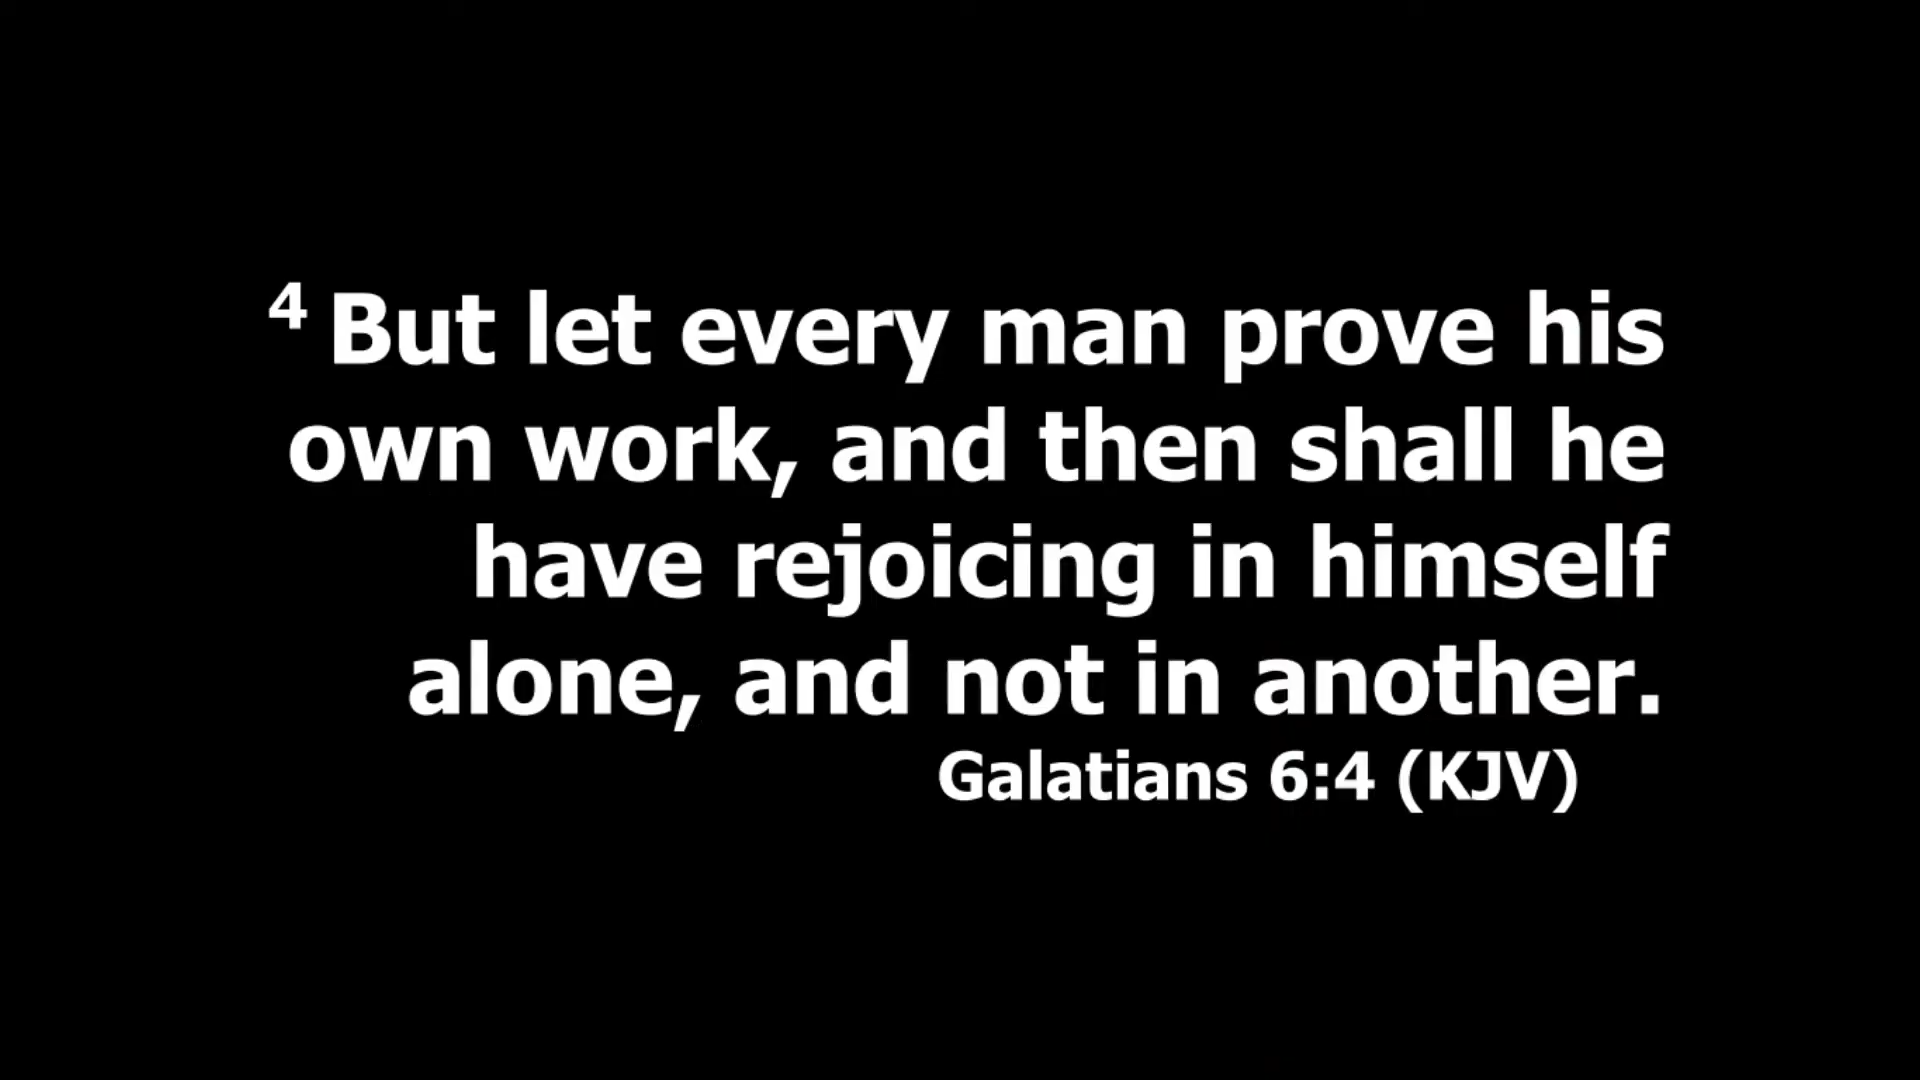 4 But let every man prove his
own work, and then shall he
have rejoicing in himself
alone, and not in another.
Galatians 6:4 (KJV)